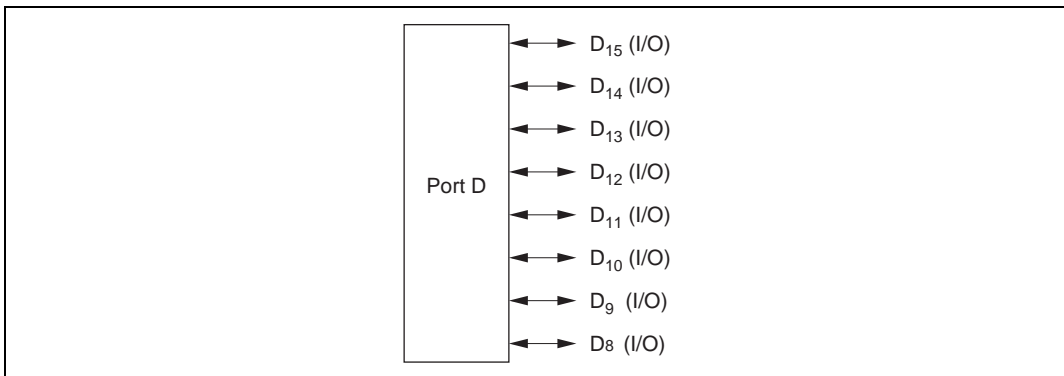 Port D
D15 (I/O)
D14 (I/O)
D13 (I/O)
D12 (I/O)
D11 (I/O)
D10 (I/O)
D9 (I/O)
D8 (I/O)